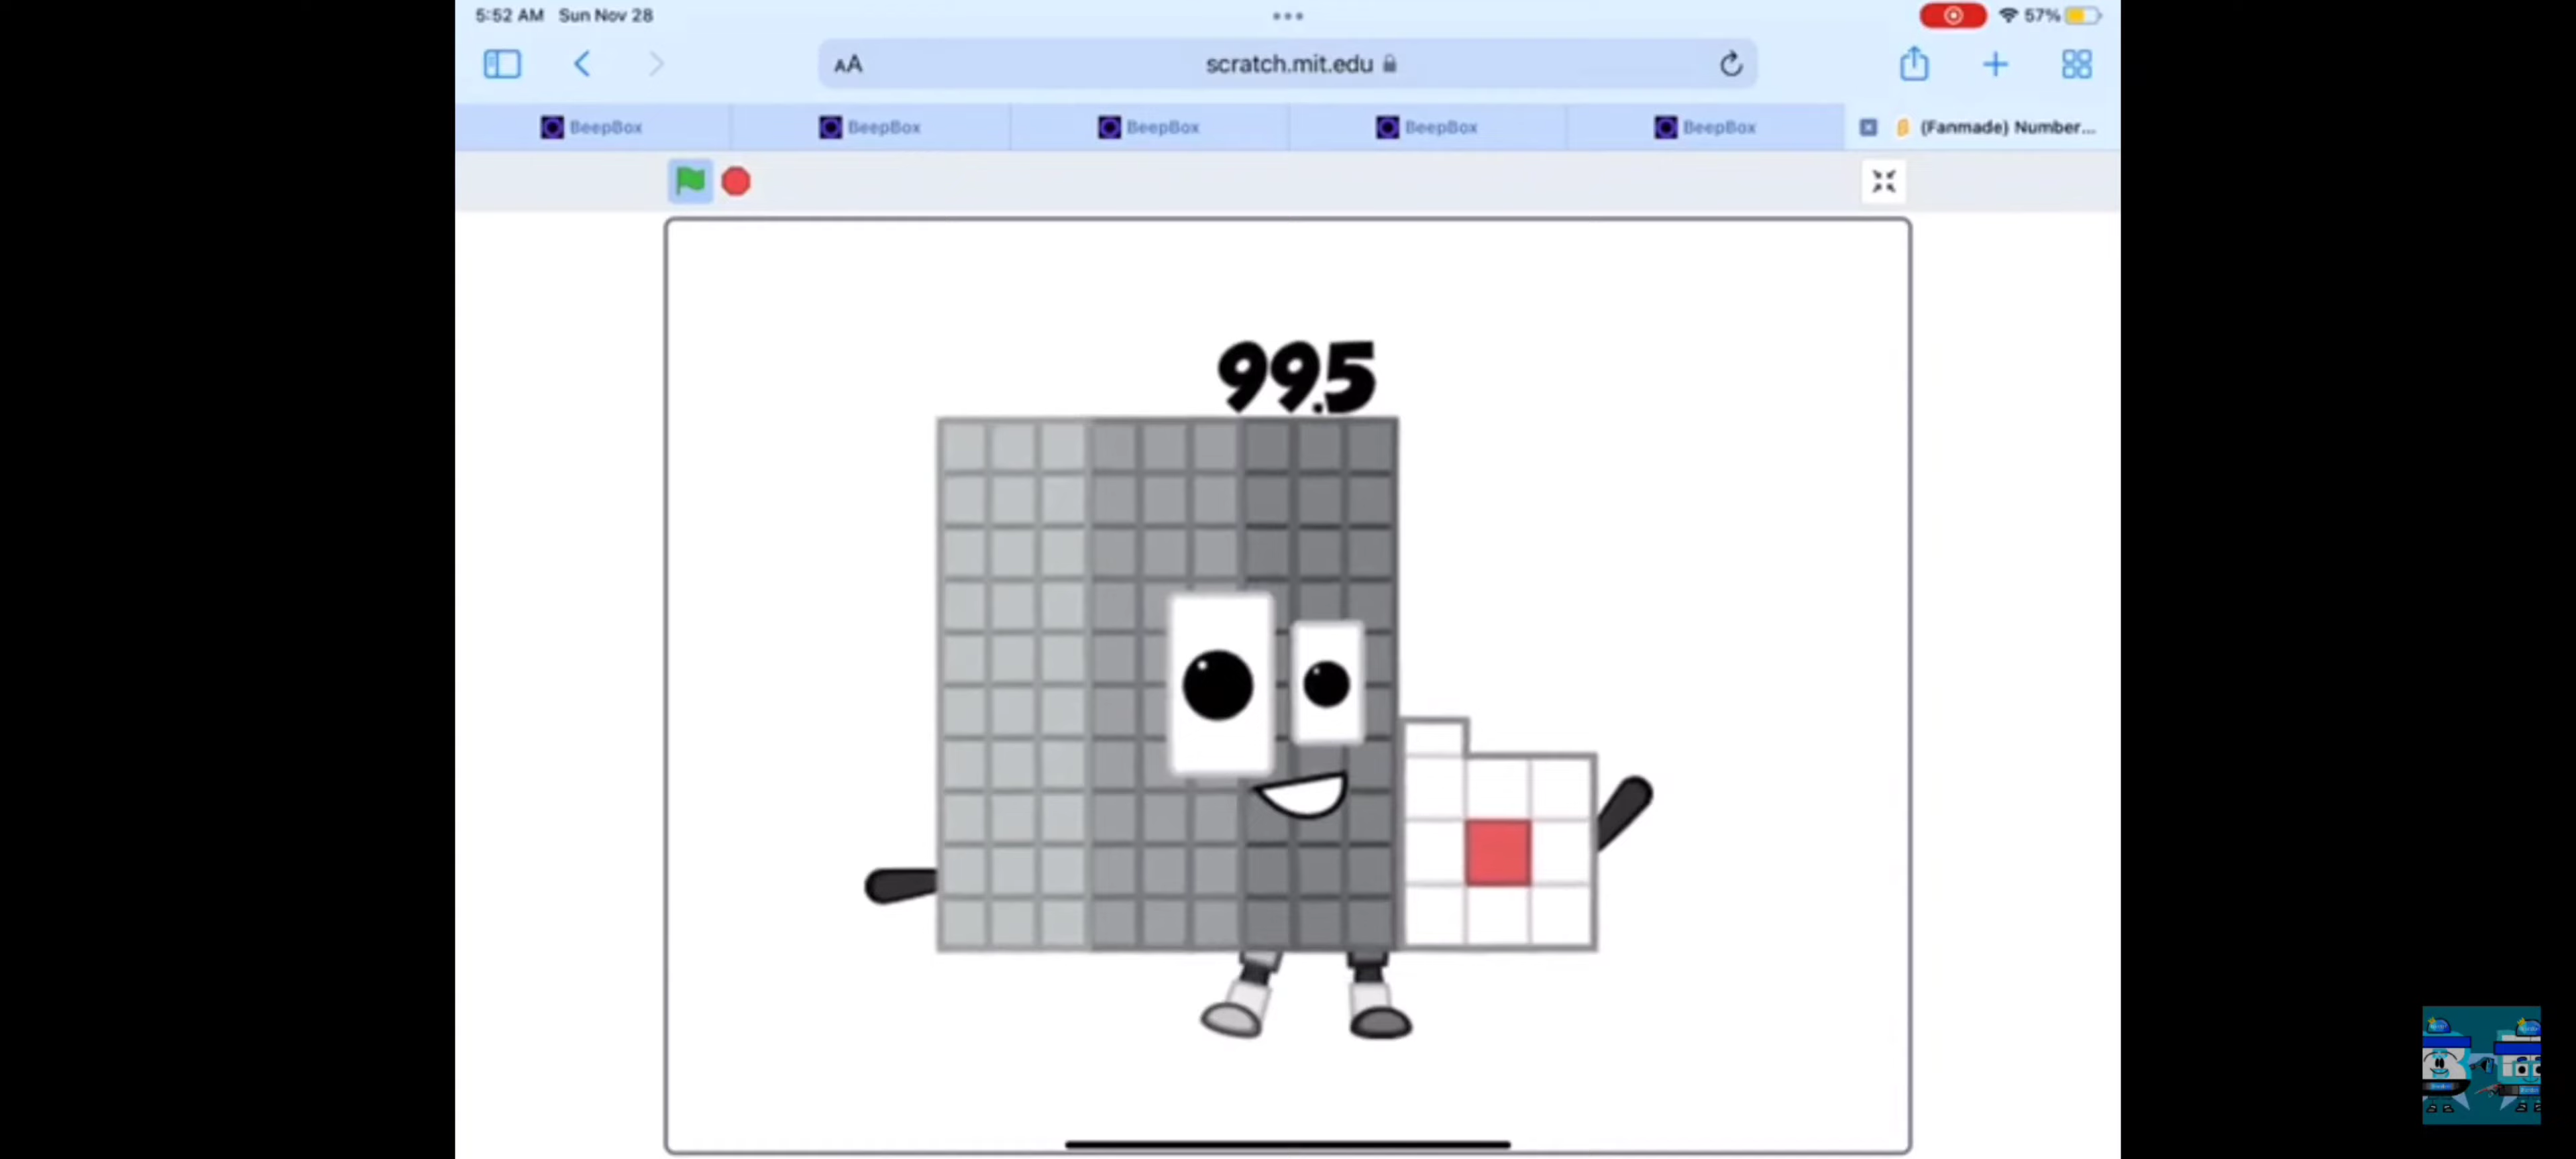 5:52 AM Sun Nov 28
57%
AA scratch.mit.edu
BeepBox BeepBox BeepBox BeepBox BeepBox (Fanmade) Number...
99.5